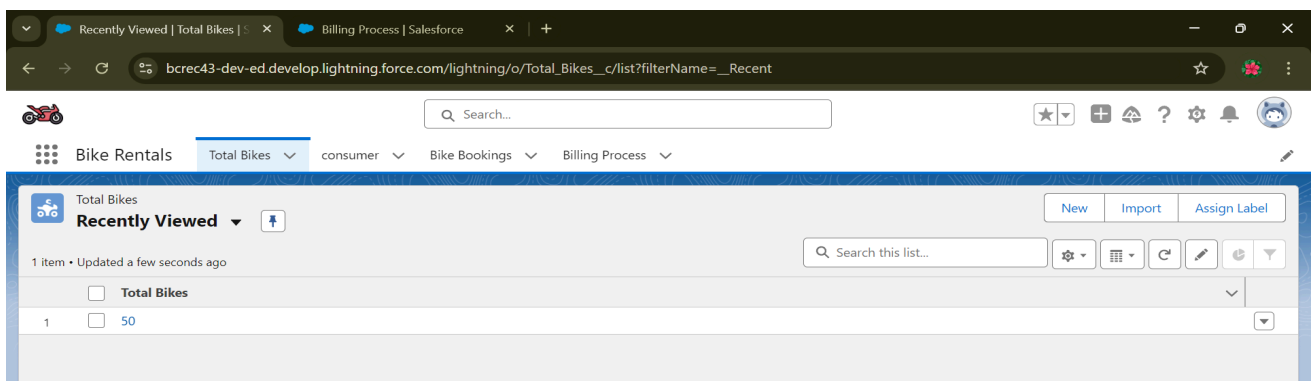 Recently Viewed | Total Bikes | S
Billing Process | Salesforce
bcrec43-dev-ed.develop.lightning.force.com/lightning/o/Total_Bikes__c/list?filterName=__Recent
Search...
Bike Rentals Total Bikes consumer Bike Bookings Billing Process
Total Bikes
Recently Viewed
New Import Assign Label
1 item • Updated a few seconds ago
Search this list...
Total Bikes
1 50